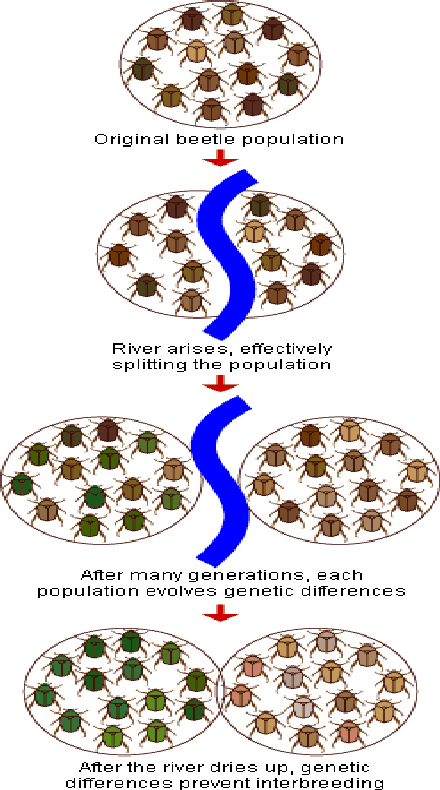 Original beetle population
River arises, effectively
splitting the population
After many generations, each
population evolves genetic differences
After the river dries up, genetic
differences prevent interbreeding